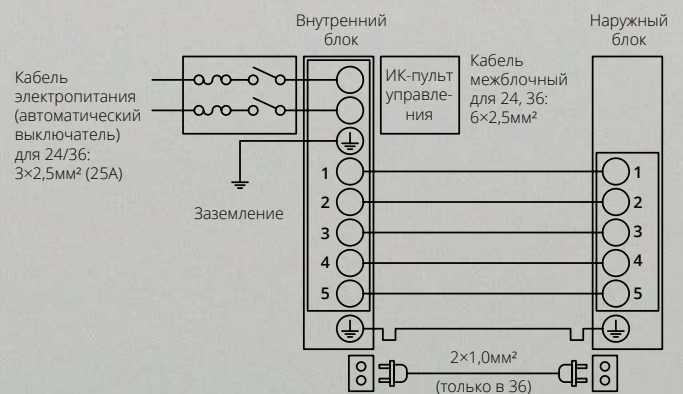 Внутренний
блок
Наружный
блок
Кабель
электропитания
(автоматический
выключатель)
для 24/36:
3×2,5мм² (25А)
ИК-пульт
управле-
ния
Кабель
межблочный
для 24, 36:
6×2,5мм²
Заземление
1
2
3
4
5
1
2
3
4
5
2×1,0мм²
(только в 36)